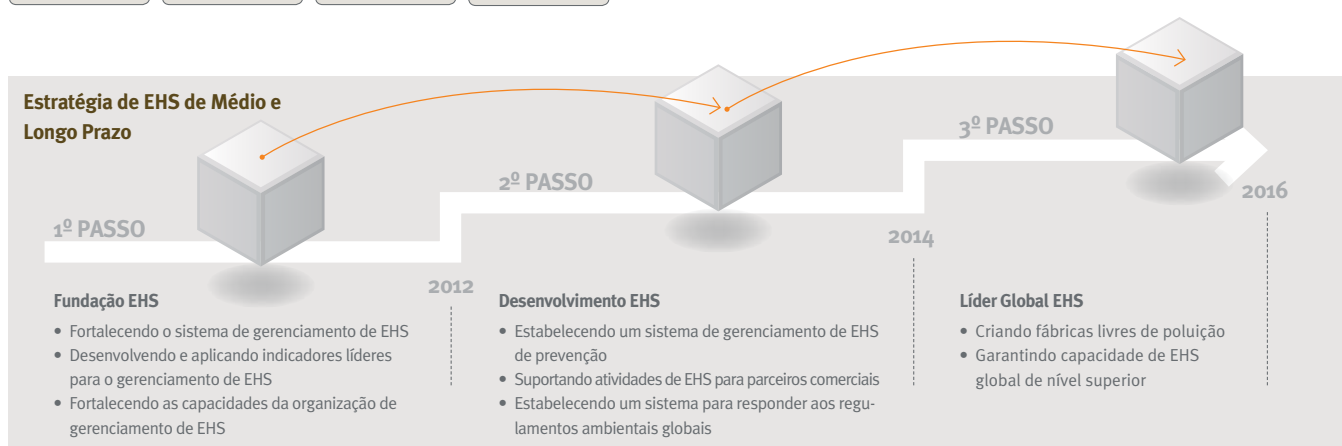 Estratégia de EHS de Médio e
Longo Prazo
1º PASSO
2012
Fundação EHS
• Fortalecendo o sistema de gerenciamento de EHS
• Desenvolvendo e aplicando indicadores líderes
para o gerenciamento de EHS
• Fortalecendo as capacidades da organização de
gerenciamento de EHS
2º PASSO
2014
Desenvolvimento EHS
• Estabelecendo um sistema de gerenciamento de EHS
de prevenção
• Suportando atividades de EHS para parceiros comerciais
• Estabelecendo um sistema para responder aos regu-
lamentos ambientais globais
3º PASSO
2016
Líder Global EHS
• Criando fábricas livres de poluição
• Garantindo capacidade de EHS
global de nível superior